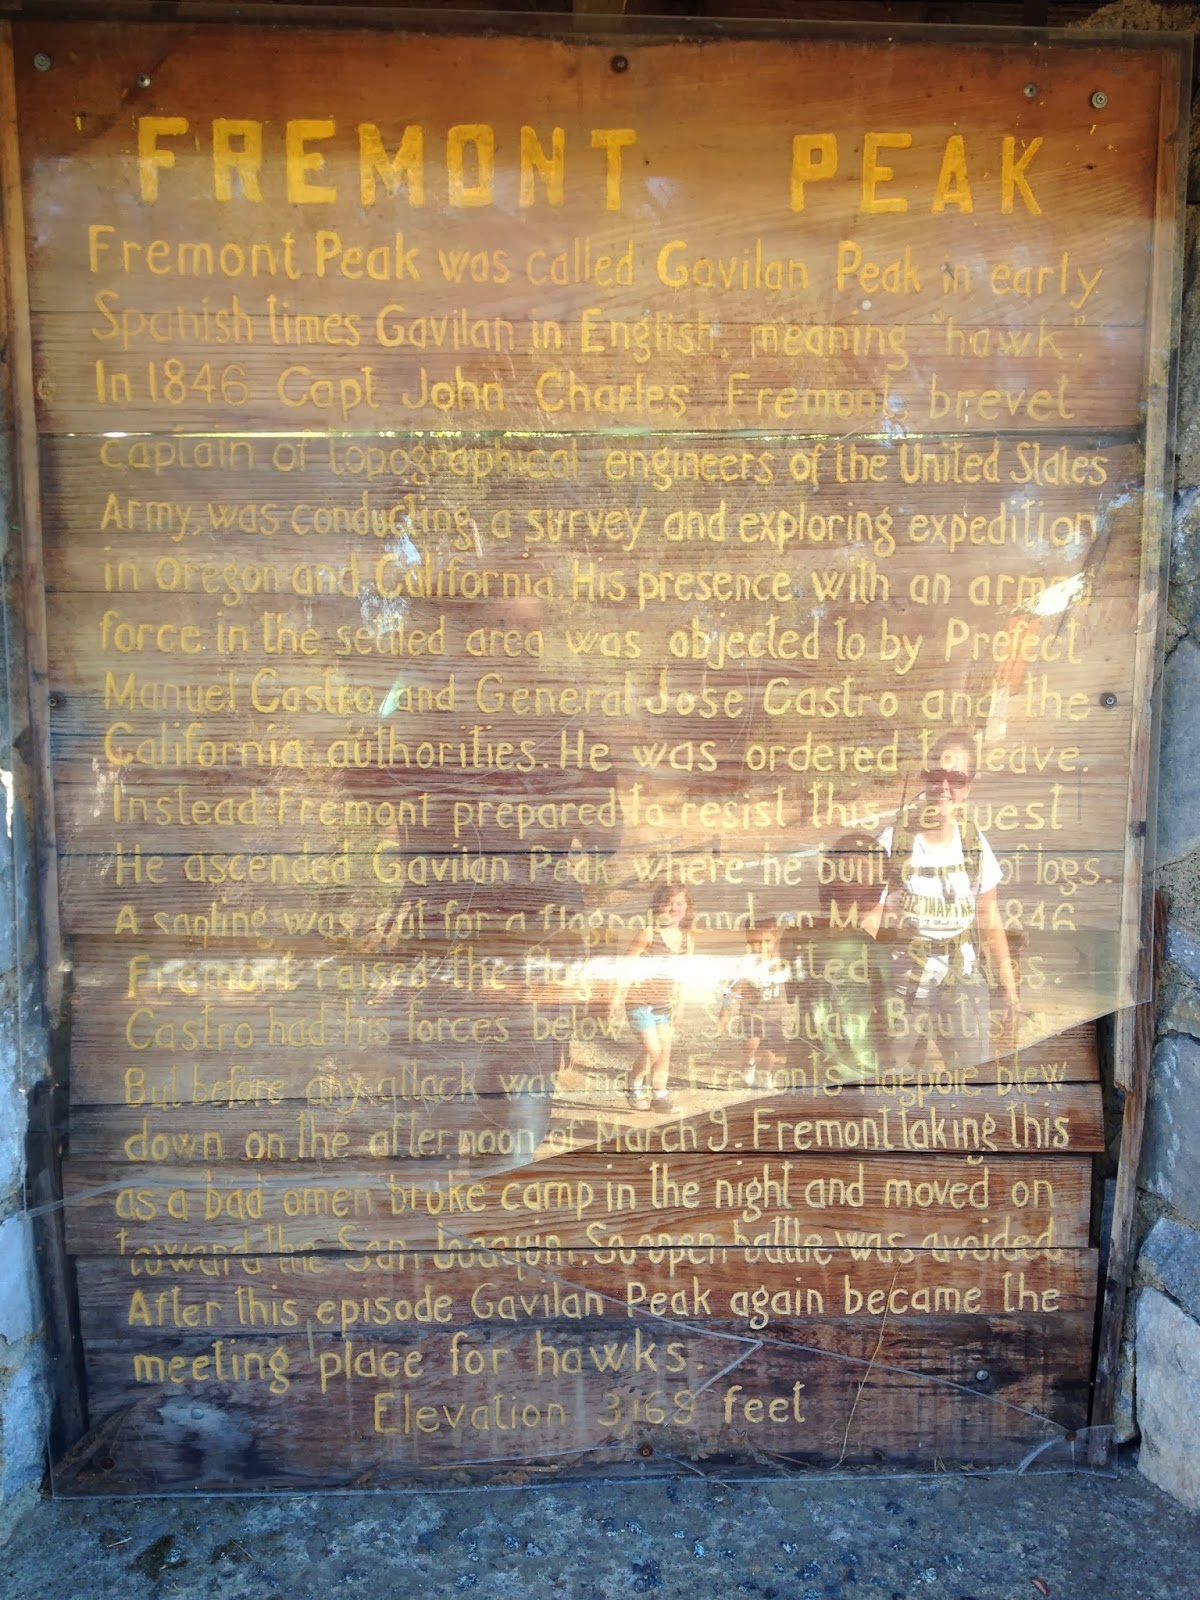 FREMONT PEAK
Fremont Peak was called Gavilan Peak in early
Spanish times Gavilan in English, meaning "hawk".
In 1846 Capt John Charles Fremont, brevet
captain of topographical engineers of the United States
Army, was conducting a survey and exploring expedition
in Oregon and California. His presence with an armed
force in the settled area was objected to by Prefect
Manuel Castro and General Jose Castro and the
California authorities. He was ordered to leave.
Instead Fremont prepared to resist this request
He ascended Gavilan Peak where he built of logs.
A sapling was cut for a flagpole and on March 1846
Fremont raised the flag United States.
Castro had his forces below San Juan Bautista
But before any attack was made Fremonts flagpole blew
down on the afternoon of March 9. Fremont taking this
as a bad omen broke camp in the night and moved on
toward the San Joaquin. So open battle was avoided
After this episode Gavilan Peak again became the
meeting place for hawks.
Elevation 3169 feet
SAN FRANCISCO